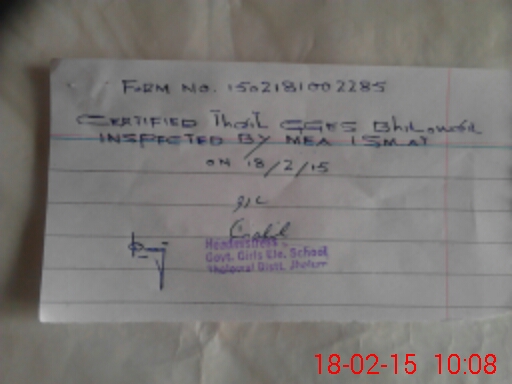 FORM NO. 1502181002285
CERTIFIED That GGES Bhilowal
INSPECTED BY MEA ISMAT
ON 18/2/15
I/C
Headmistress
Govt. Girls Ele. School,
Distt. Jhelum
18-02-15 10:08